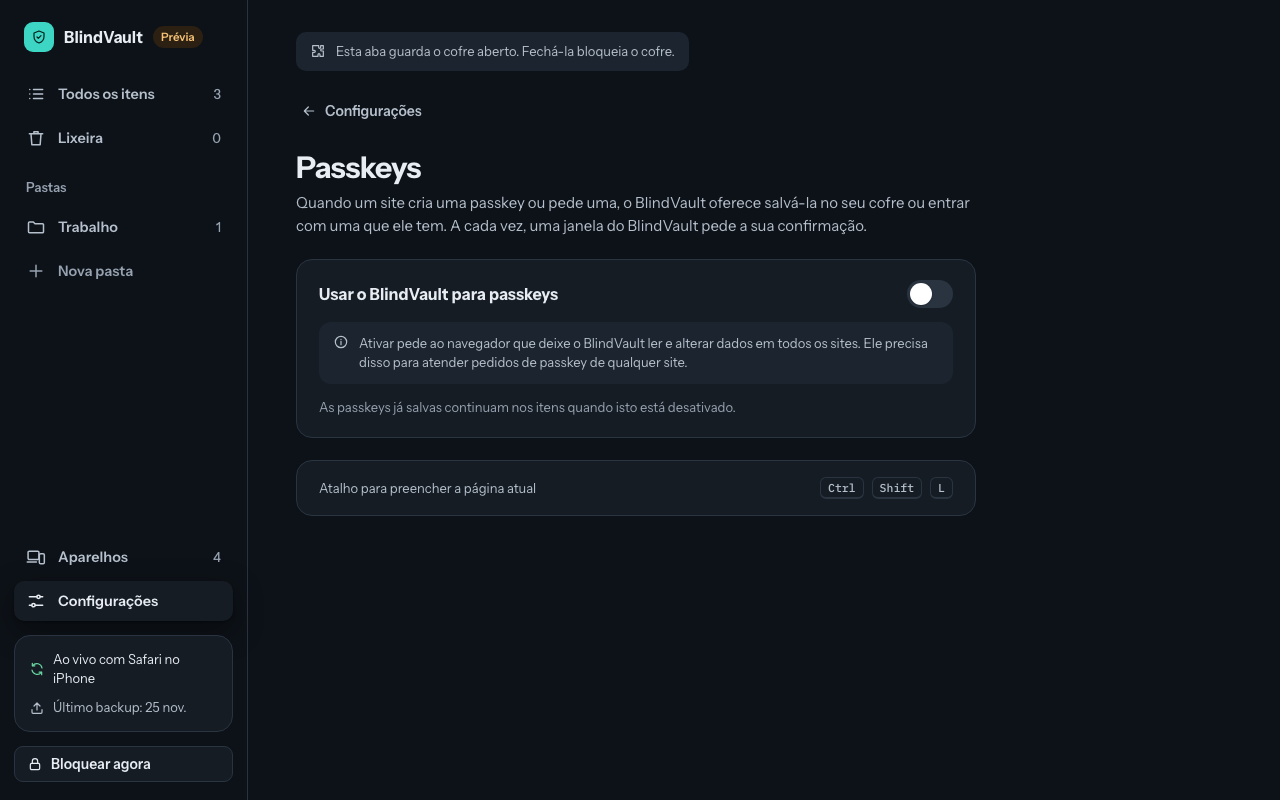 BlindVault
Prévia
Todos os itens
3
Lixeira
0
Pastas
Trabalho
1
Nova pasta
Aparelhos
4
Configurações
Ao vivo com Safari no
iPhone
Último backup: 25 nov.
Bloquear agora
Esta aba guarda o cofre aberto. Fechá-la bloqueia o cofre.
Configurações
Passkeys
Quando um site cria uma passkey ou pede uma, o BlindVault oferece salvá-la no seu cofre ou entrar
com uma que ele tem. A cada vez, uma janela do BlindVault pede a sua confirmação.
Usar o BlindVault para passkeys
Ativar pede ao navegador que deixe o BlindVault ler e alterar dados em todos os sites. Ele precisa
disso para atender pedidos de passkey de qualquer site.
As passkeys já salvas continuam nos itens quando isto está desativado.
Atalho para preencher a página atual
Ctrl Shift L